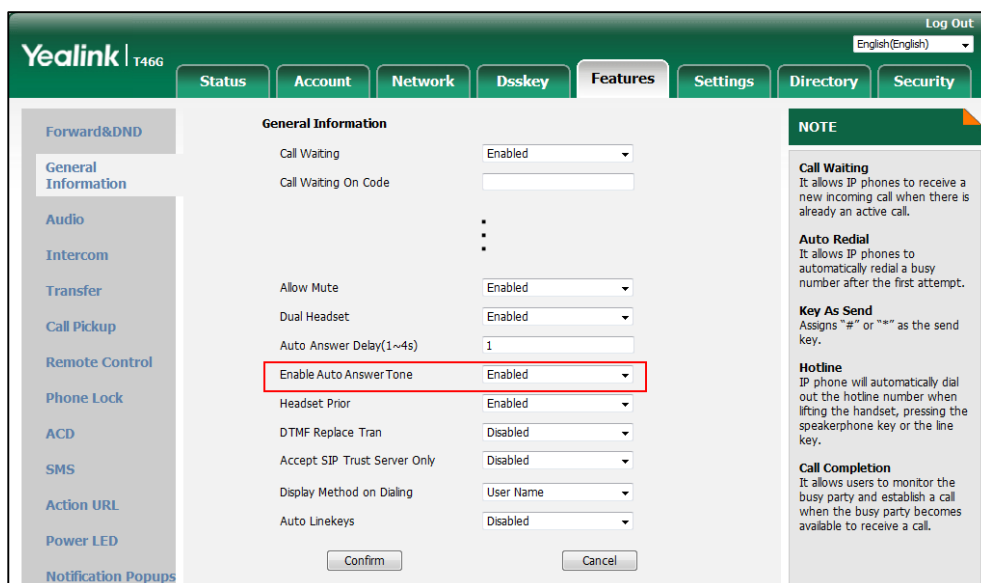 Log Out
Yealink T46G
English(English)
Status Account Network Dsskey Features Settings Directory Security
Forward&DND
General
Information
Audio
Intercom
Transfer
Call Pickup
Remote Control
Phone Lock
ACD
SMS
Action URL
Power LED
Notification Popups
General Information
Call Waiting Enabled
Call Waiting On Code
Allow Mute Enabled
Dual Headset Enabled
Auto Answer Delay(1~4s) 1
Enable Auto Answer Tone Enabled
Headset Prior Enabled
DTMF Replace Tran Disabled
Accept SIP Trust Server Only Disabled
Display Method on Dialing User Name
Auto Linekeys Disabled
Confirm Cancel
NOTE
Call Waiting
It allows IP phones to receive a
new incoming call when there is
already an active call.
Auto Redial
It allows IP phones to
automatically redial a busy
number after the first attempt.
Key As Send
Assigns "#" or "*" as the send
key.
Hotline
IP phone will automatically dial
out the hotline number when
lifting the handset, pressing the
speakerphone key or the line
key.
Call Completion
It allows users to monitor the
busy party and establish a call
when the busy party becomes
available to receive a call.